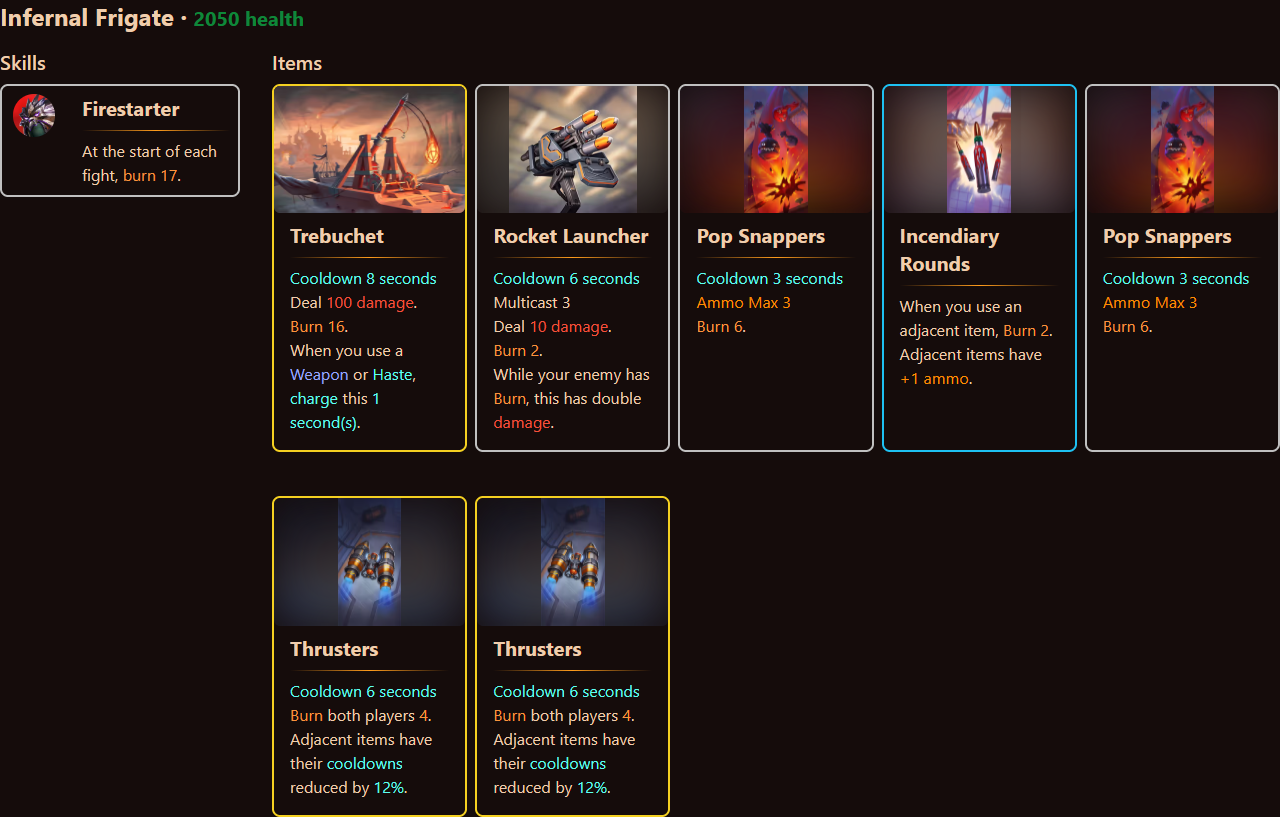 Infernal Frigate · 2050 health
Skills
Firestarter
At the start of each
fight, burn 17.
Items
Trebuchet
Cooldown 8 seconds
Deal 100 damage.
Burn 16.
When you use a
Weapon or Haste,
charge this 1
second(s).
Rocket Launcher
Cooldown 6 seconds
Multicast 3
Deal 10 damage.
Burn 2.
While your enemy has
Burn, this has double
damage.
Pop Snappers
Cooldown 3 seconds
Ammo Max 3
Burn 6.
Incendiary
Rounds
When you use an
adjacent item, Burn 2.
Adjacent items have
+1 ammo.
Pop Snappers
Cooldown 3 seconds
Ammo Max 3
Burn 6.
Thrusters
Cooldown 6 seconds
Burn both players 4.
Adjacent items have
their cooldowns
reduced by 12%.
Thrusters
Cooldown 6 seconds
Burn both players 4.
Adjacent items have
their cooldowns
reduced by 12%.